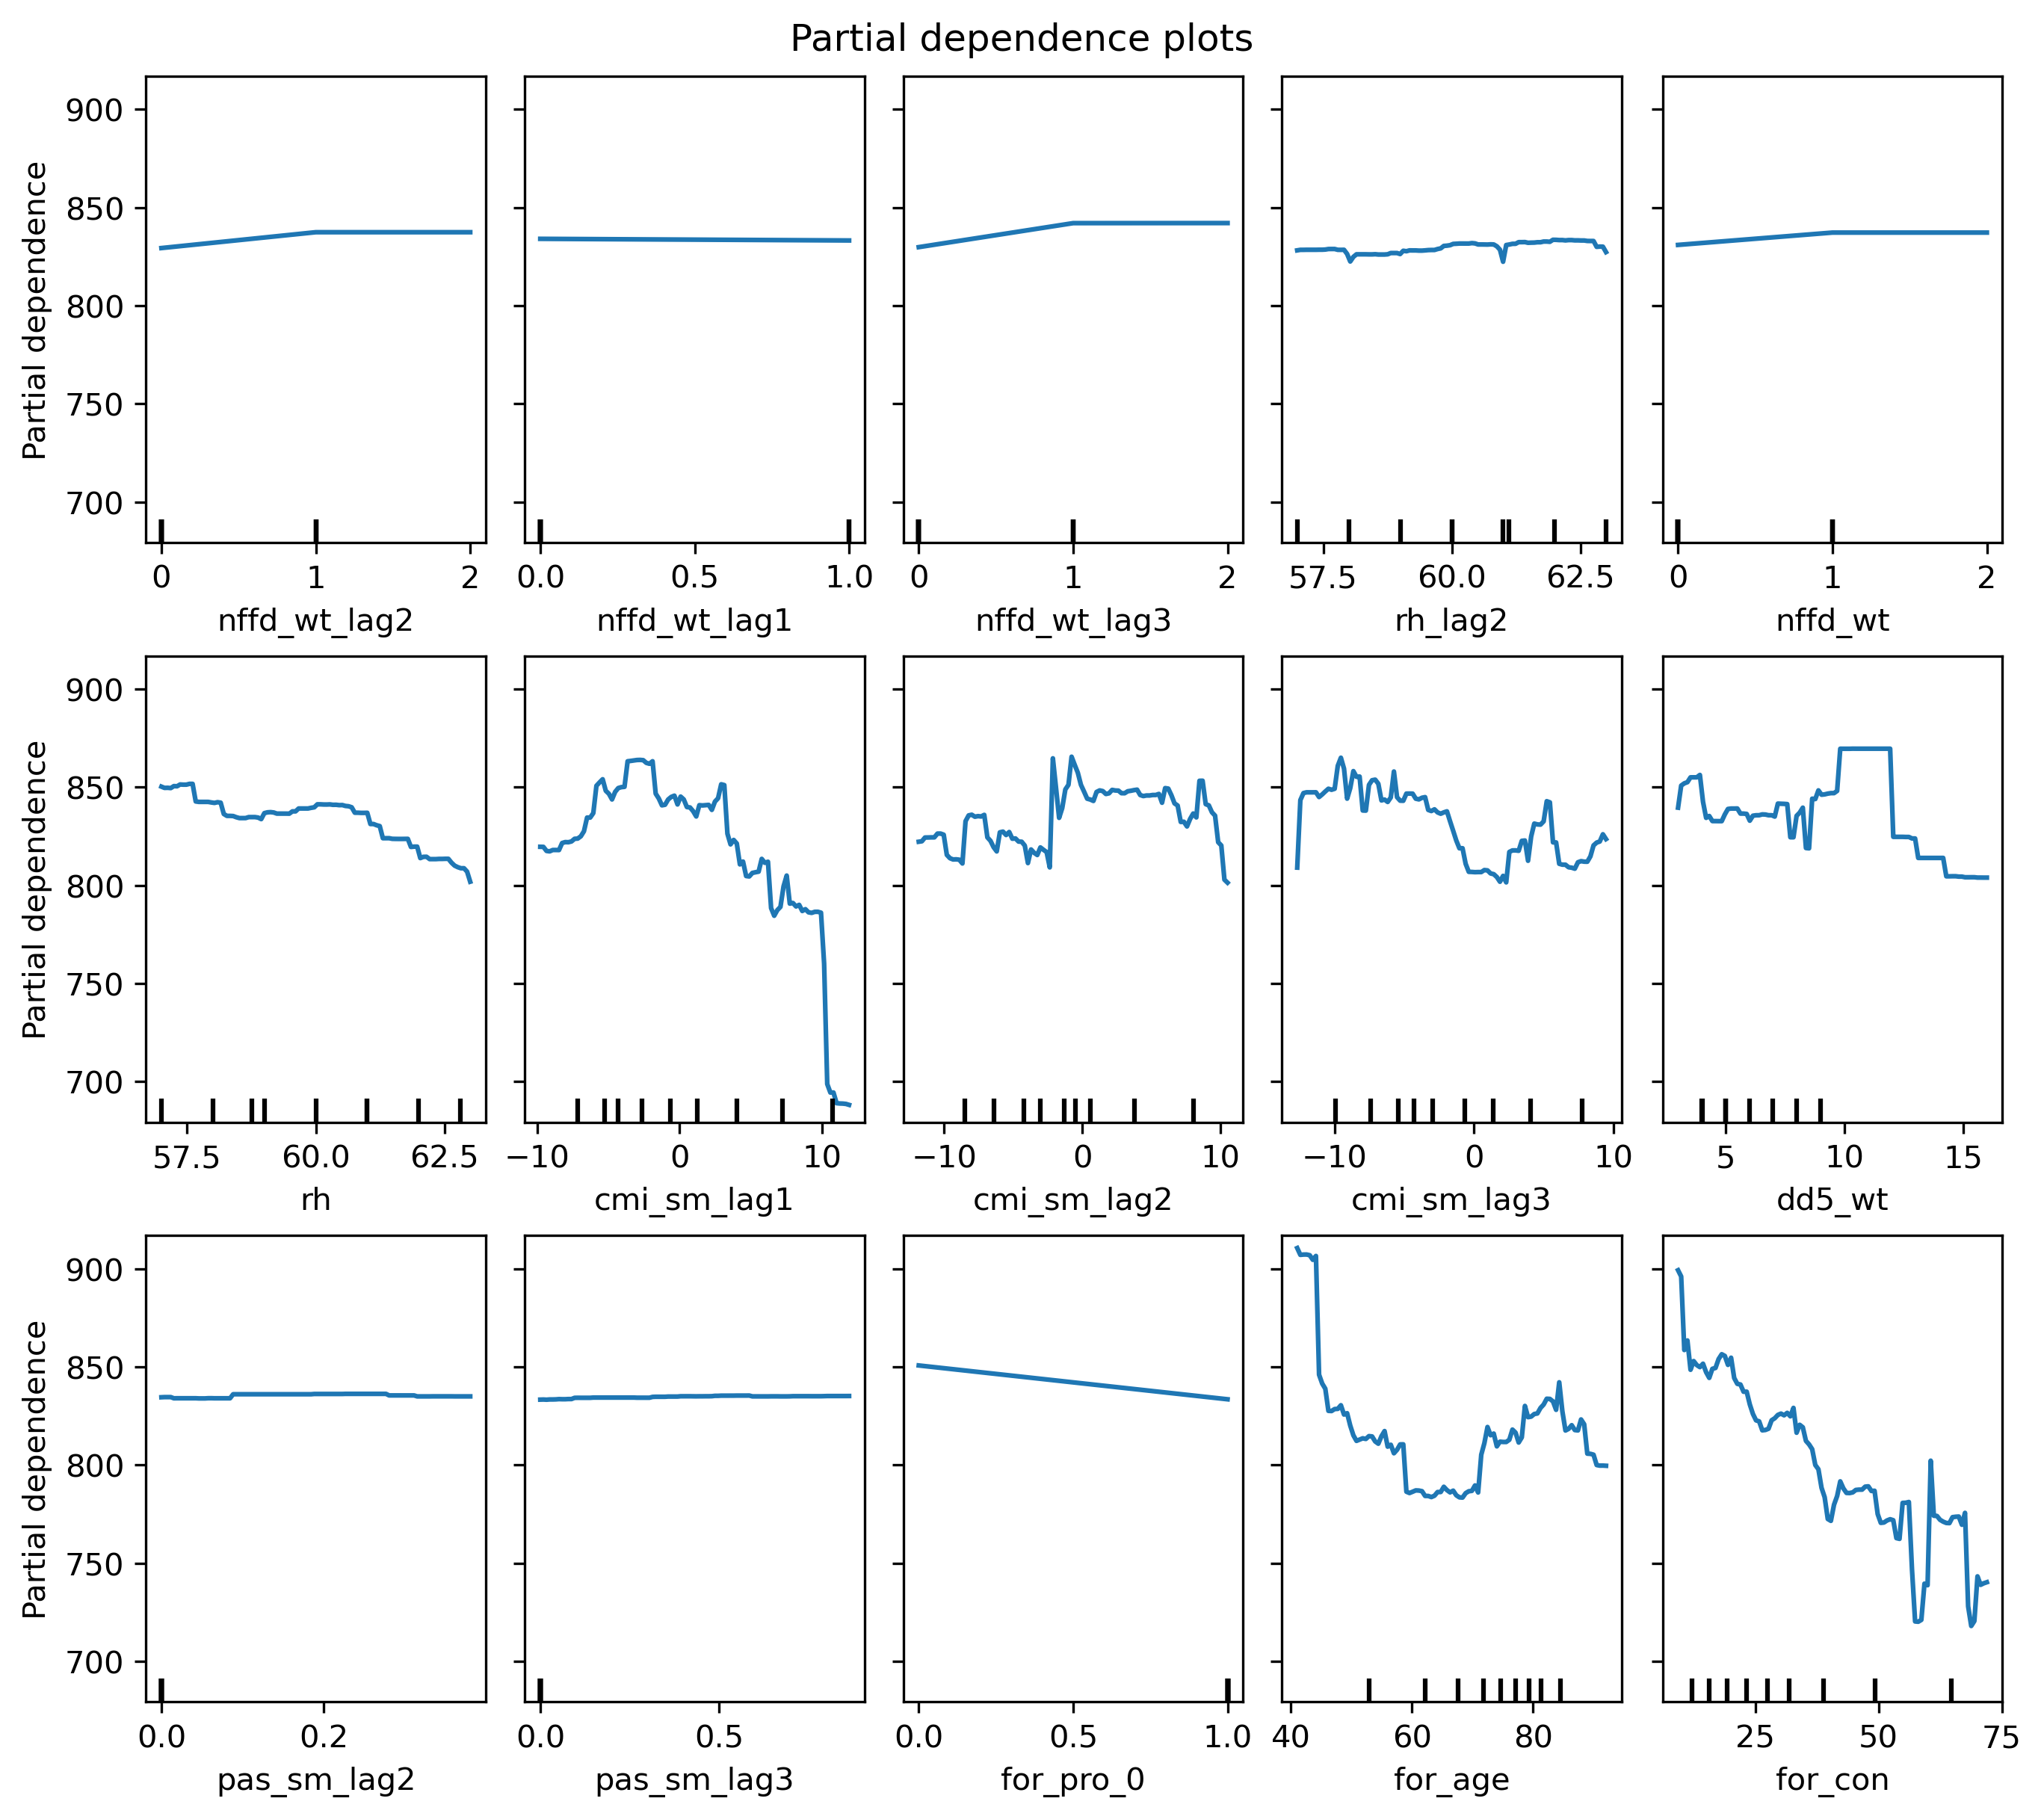 Partial dependence plots
Partial dependence
900
850
800
750
700
0 1 2
0.0 0.5 1.0
0 1 2
57.5 60.0 62.5
0 1 2
nffd_wt_lag2
nffd_wt_lag1
nffd_wt_lag3
rh_lag2
nffd_wt
Partial dependence
900
850
800
750
700
57.5 60.0 62.5
−10 0 10
−10 0 10
−10 0 10
5 10 15
rh
cmi_sm_lag1
cmi_sm_lag2
cmi_sm_lag3
dd5_wt
Partial dependence
900
850
800
750
700
0.0 0.2
0.0 0.5
0.0 0.5 1.0
40 60 80
25 50 75
pas_sm_lag2
pas_sm_lag3
for_pro_0
for_age
for_con